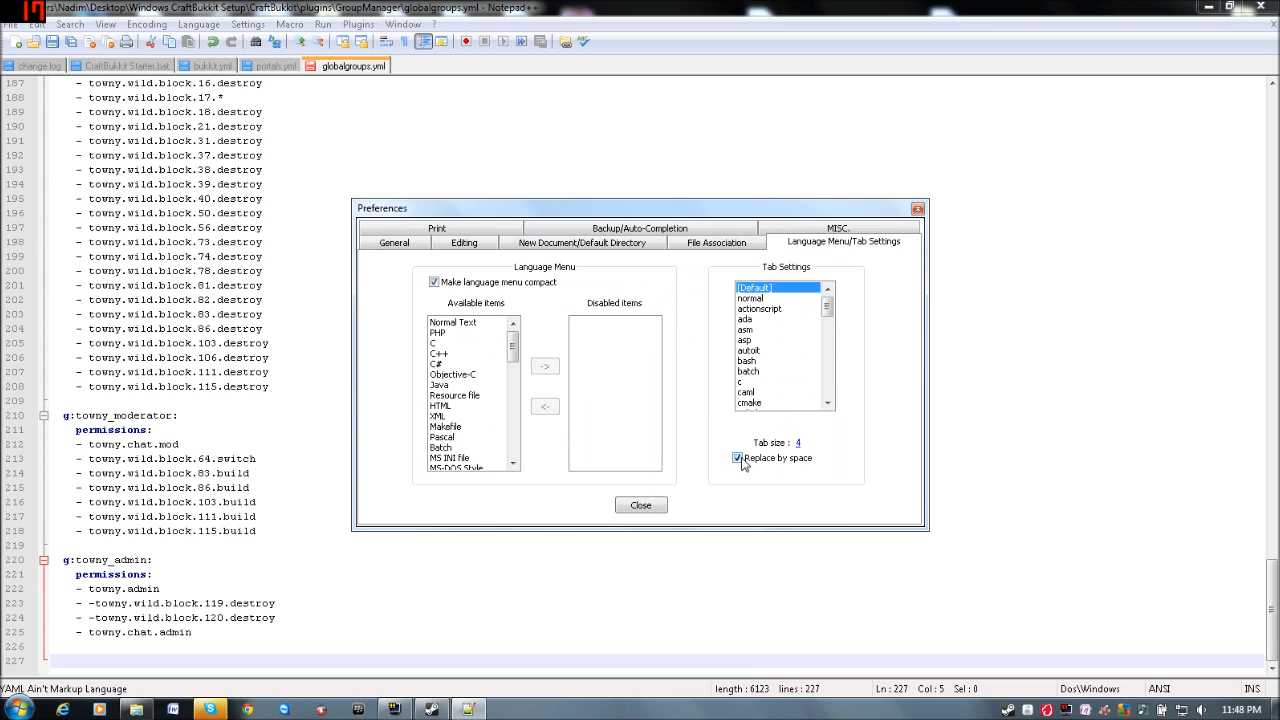 rs\Nadim\Desktop\Windows CraftBukkit Setup\CraftBukkit\plugins\GroupManager\globalgroups.yml - Notepad++
17
File Edit Search View Encoding Language Settings Macro Run Plugins Window ?
change.log CraftBukkit Starter.bat bukkit.yml portals.yml globalgroups.yml
187 - towny.wild.block.16.destroy
188 - towny.wild.block.17.*
189 - towny.wild.block.18.destroy
190 - towny.wild.block.21.destroy
191 - towny.wild.block.31.destroy
192 - towny.wild.block.37.destroy
193 - towny.wild.block.38.destroy
194 - towny.wild.block.39.destroy
195 - towny.wild.block.40.destroy
196 - towny.wild.block.50.destroy
197 - towny.wild.block.56.destroy
198 - towny.wild.block.73.destroy
199 - towny.wild.block.74.destroy
200 - towny.wild.block.78.destroy
201 - towny.wild.block.81.destroy
202 - towny.wild.block.82.destroy
203 - towny.wild.block.83.destroy
204 - towny.wild.block.86.destroy
205 - towny.wild.block.103.destroy
206 - towny.wild.block.106.destroy
207 - towny.wild.block.111.destroy
208 - towny.wild.block.115.destroy
209
210 g:towny_moderator:
211 permissions:
212 - towny.chat.mod
213 - towny.wild.block.64.switch
214 - towny.wild.block.83.build
215 - towny.wild.block.86.build
216 - towny.wild.block.103.build
217 - towny.wild.block.111.build
218 - towny.wild.block.115.build
219
220 g:towny_admin:
221 permissions:
222 - towny.admin
223 - -towny.wild.block.119.destroy
224 - -towny.wild.block.120.destroy
225 - towny.chat.admin
226
227
Preferences
Print Backup/Auto-Completion MISC.
General Editing New Document/Default Directory File Association Language Menu/Tab Settings
Language Menu
Make language menu compact
Available items Disabled items
Normal Text
PHP
C
C++
C#
Objective-C
Java
Resource file
HTML
XML
Makefile
Pascal
Batch
MS INI file
MS-DOS Style
->
<-
Tab Settings
[Default]
normal
actionscript
ada
asm
asp
autoit
bash
batch
c
caml
cmake
Tab size : 4
Replace by space
Close
YAML Ain't Markup Language length : 6123 lines : 227 Ln : 227 Col : 5 Sel : 0 Dos\Windows ANSI INS
11:48 PM